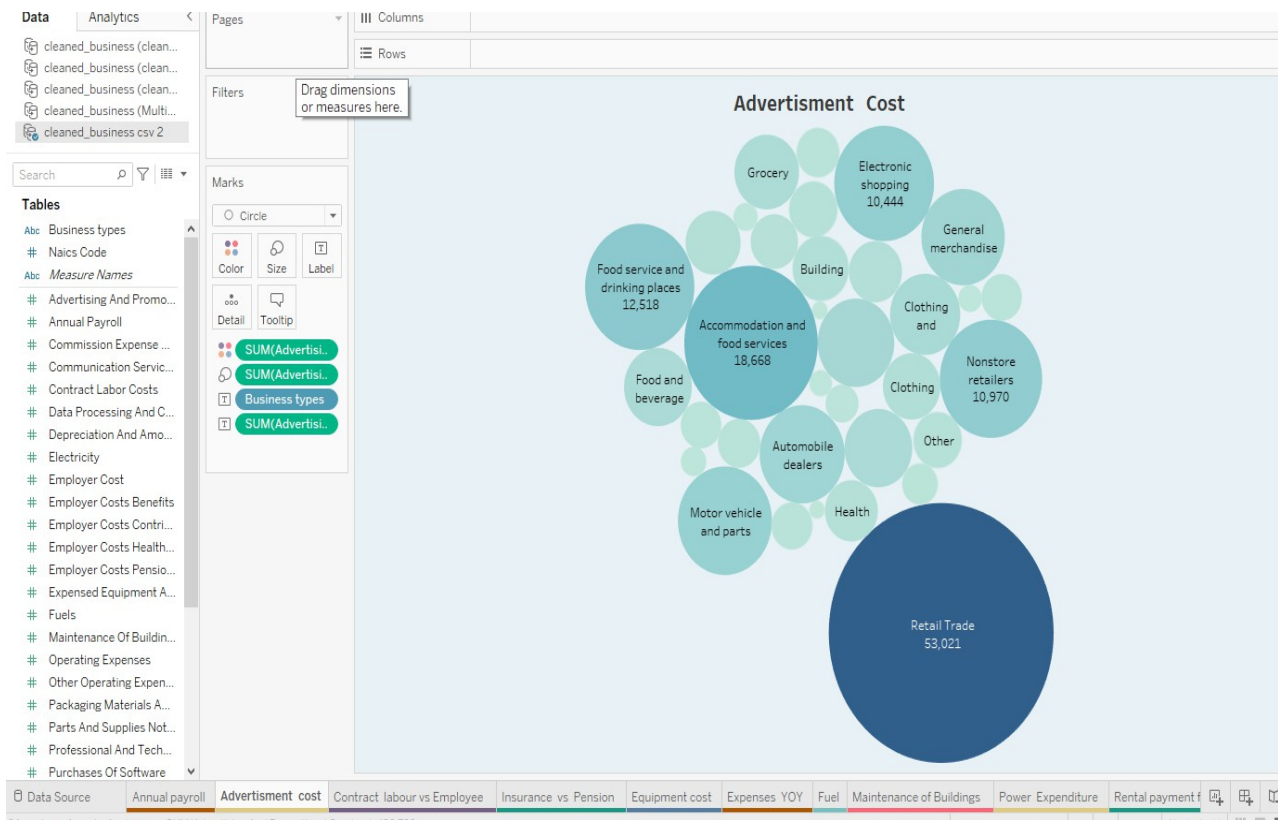 Data
Analytics
cleaned_business (clean...
cleaned_business (clean...
cleaned_business (clean...
cleaned_business (Multi...
cleaned_business csv 2
Search
Tables
Abc Business types
# Naics Code
Abc Measure Names
# Advertising And Promo...
# Annual Payroll
# Commission Expense ...
# Communication Servic...
# Contract Labor Costs
# Data Processing And C...
# Depreciation And Amo...
# Electricity
# Employer Cost
# Employer Costs Benefits
# Employer Costs Contri...
# Employer Costs Health...
# Employer Costs Pensio...
# Expensed Equipment A...
# Fuels
# Maintenance Of Buildin...
# Operating Expenses
# Other Operating Expen...
# Packaging Materials A...
# Parts And Supplies Not...
# Professional And Tech...
# Purchases Of Software
Pages
Filters
Drag dimensions
or measures here.
Marks
Circle
Color Size Label
Detail Tooltip
SUM(Advertisi..
SUM(Advertisi..
Business types
SUM(Advertisi..
Columns
Rows
Advertisment Cost
Grocery
Electronic
shopping
10,444
General
merchandise
Food service and
drinking places
12,518
Building
Accommodation and
food services
18,668
Clothing
and
Nonstore
retailers
10,970
Food and
beverage
Clothing
Automobile
dealers
Other
Motor vehicle
and parts
Health
Retail Trade
53,021
Data Source
Annual payroll
Advertisment cost
Contract labour vs Employee
Insurance vs Pension
Equipment cost
Expenses YOY
Fuel
Maintenance of Buildings
Power Expenditure
Rental payment f